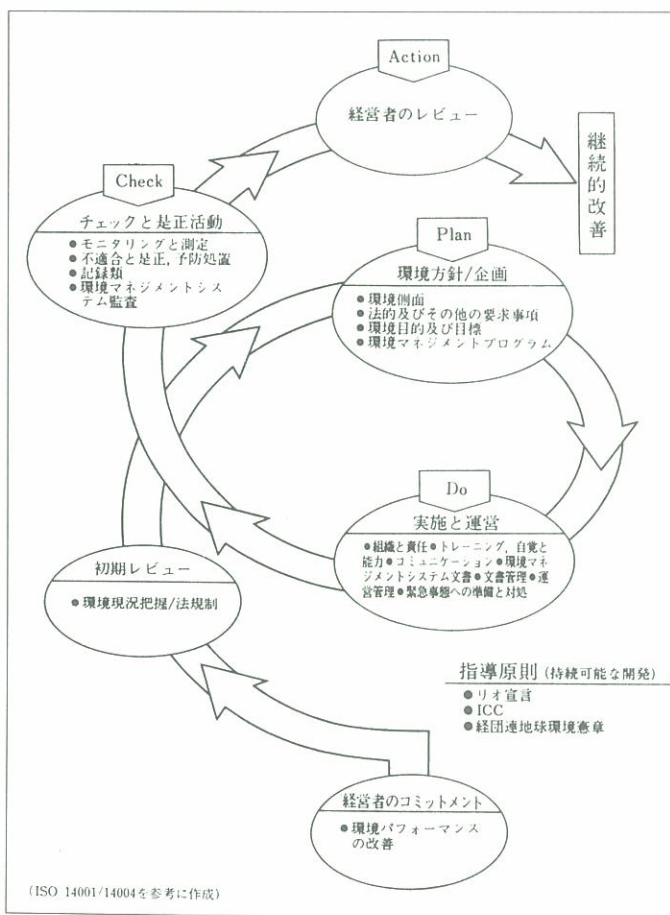 Action
経営者のレビュー
継続的改善
Check
チェックと是正活動
● モニタリングと測定
● 不適合と是正, 予防処置
● 記録類
● 環境マネジメントシス
テム監査
Plan
環境方針/企画
● 環境側面
● 法的及びその他の要求事項
● 環境目的及び目標
● 環境マネジメントプログラム
Do
実施と運営
●組織と責任●トレーニング, 自覚と
能力●コミュニケーション●環境マネ
ジメントシステム文書●文書管理●運
営管理●緊急事態への準備と対処
初期レビュー
● 環境現況把握/法規制
指導原則 (持続可能な開発)
● リオ宣言
● ICC
● 経団連地球環境憲章
経営者のコミットメント
● 環境パフォーマンス
の改善
(ISO 14001/14004を参考に作成)